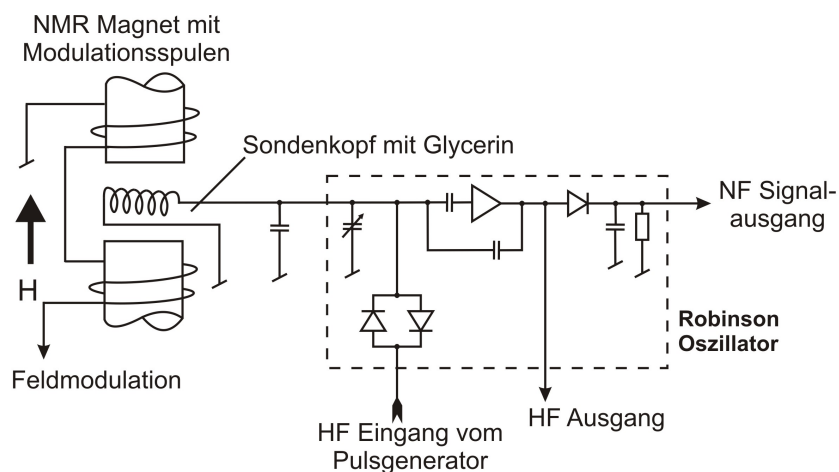 NMR Magnet mit
Modulationsspulen
Sondenkopf mit Glycerin
NF Signal-
ausgang
H
Robinson
Oszillator
Feldmodulation
HF Ausgang
HF Eingang vom
Pulsgenerator